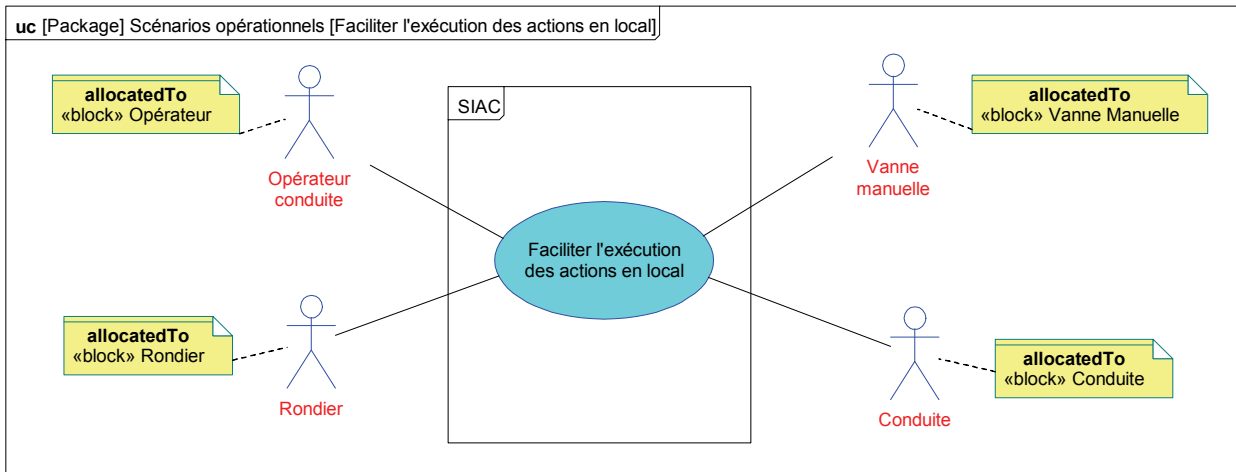 uc [Package] Scénarios opérationnels [Faciliter l'exécution des actions en local]
allocatedTo
«block» Opérateur
Opérateur
conduite
SIAC
allocatedTo
«block» Vanne Manuelle
Vanne
manuelle
Faciliter l'exécution
des actions en local
allocatedTo
«block» Rondier
Rondier
allocatedTo
«block» Conduite
Conduite